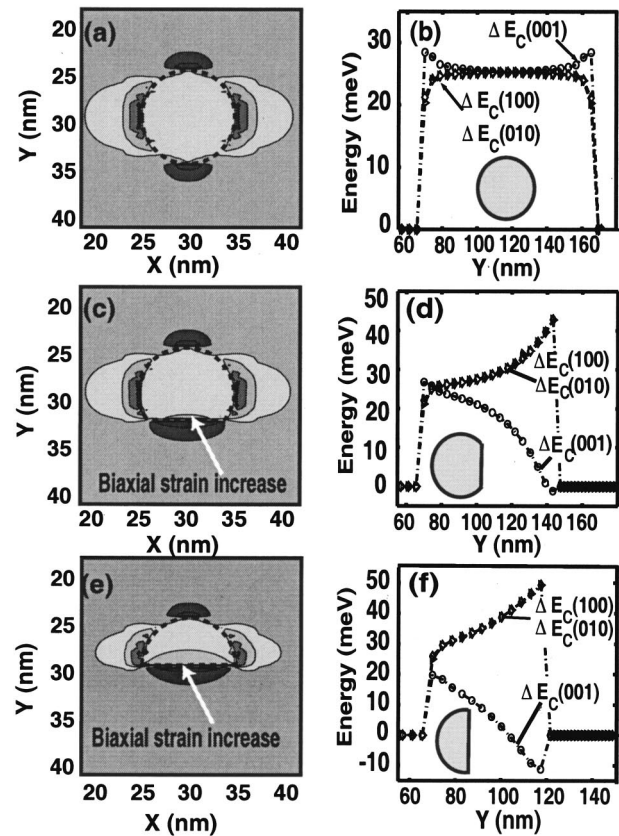 (a)
20
25
30
35
40
Y (nm)
20 25 30 35 40
X (nm)
(b)
30
20
10
0
Energy (meV)
Δ E_C(001)
Δ E_C(100)
Δ E_C(010)
60 80 100 120 140 160
Y (nm)
(c)
20
25
30
35
40
Y (nm)
Biaxial strain increase
20 25 30 35 40
X (nm)
(d)
50
40
30
20
10
0
Energy (meV)
ΔE_C(100)
ΔE_C(010)
ΔE_C(001)
60 80 100 120 140 160 180
Y (nm)
(e)
20
25
30
35
40
Y (nm)
Biaxial strain increase
20 25 30 35 40
X (nm)
(f)
50
40
30
20
10
0
-10
Energy (meV)
ΔE_C(100)
ΔE_C(010)
ΔE_C(001)
60 80 100 120 140
Y (nm)